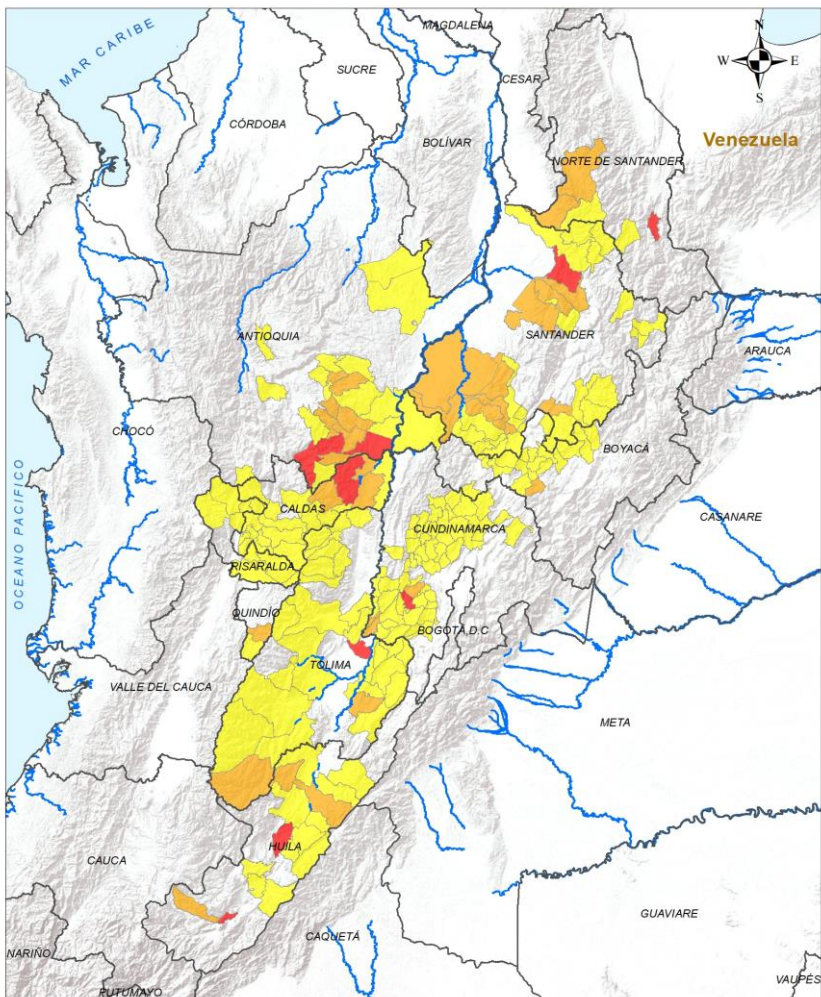 MAGDALENA
MAR CARIBE
N
W E
S
SUCRE
CESAR
CÓRDOBA
BOLÍVAR
Venezuela
NORTE DE SANTANDER
ANTIOQUIA
SANTANDER
ARAUCA
CHOCÓ
BOYACÁ
OCEANO PACIFICO
CALDAS
CUNDINAMARCA
CASANARE
RISARALDA
QUINDÍO
BOGOTÁ D.C
TOLIMA
VALLE DEL CAUCA
META
HUILA
CAUCA
GUAVIARE
CAQUETÁ
NARIÑO
PUTUMAYO
VAUPÉS